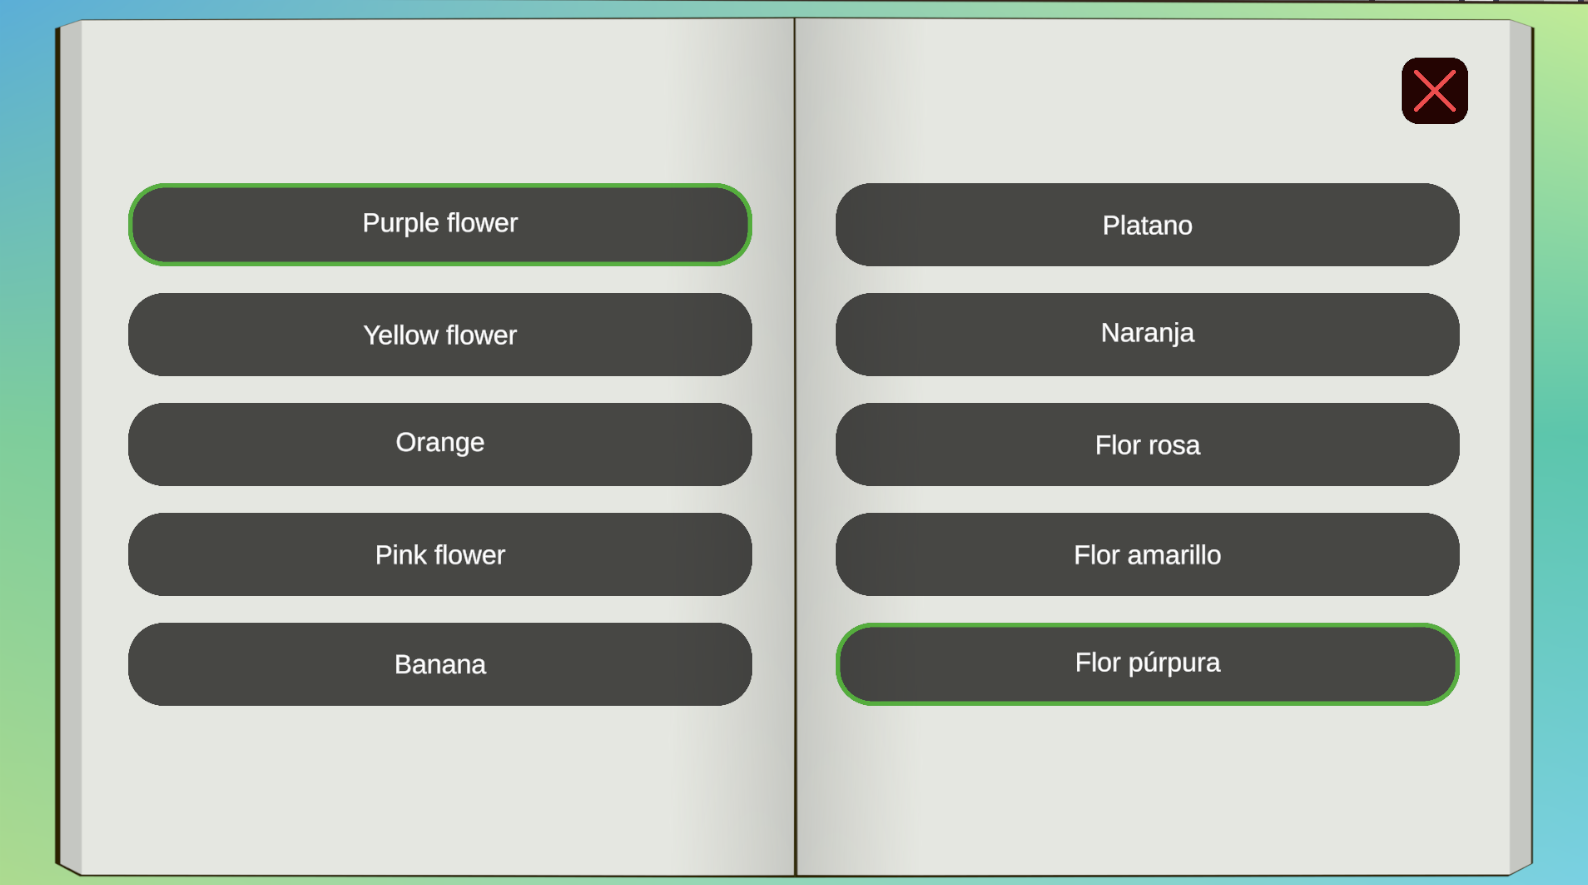 Purple flower
Yellow flower
Orange
Pink flower
Banana
Platano
Naranja
Flor rosa
Flor amarillo
Flor púrpura